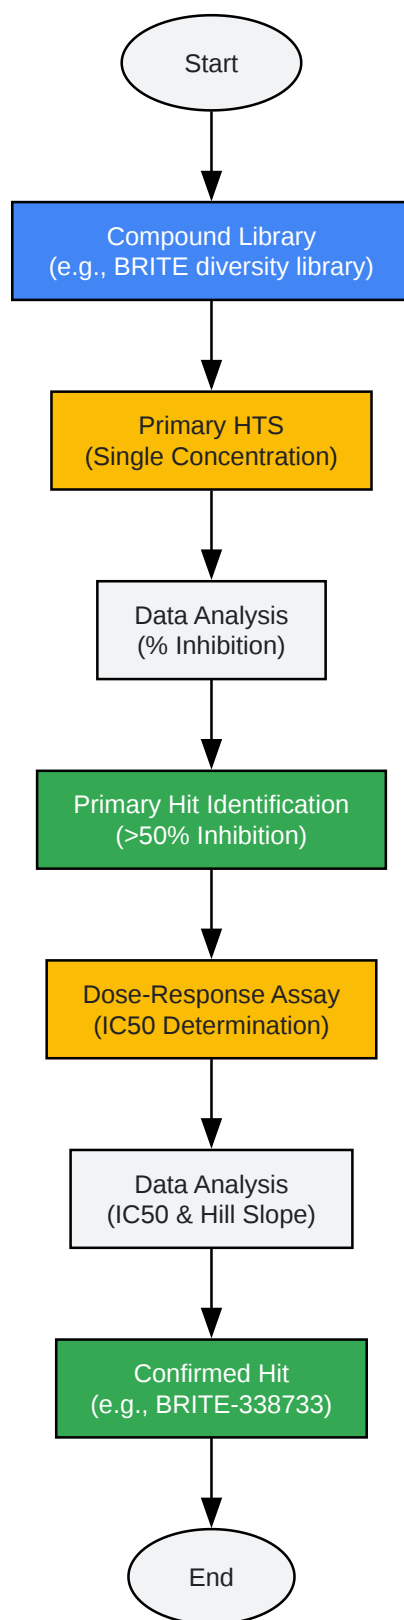 Start
Compound Library
(e.g., BRITE diversity library)
Primary HTS
(Single Concentration)
Data Analysis
(% Inhibition)
Primary Hit Identification
(>50% Inhibition)
Dose-Response Assay
(IC50 Determination)
Data Analysis
(IC50 & Hill Slope)
Confirmed Hit
(e.g., BRITE-338733)
End